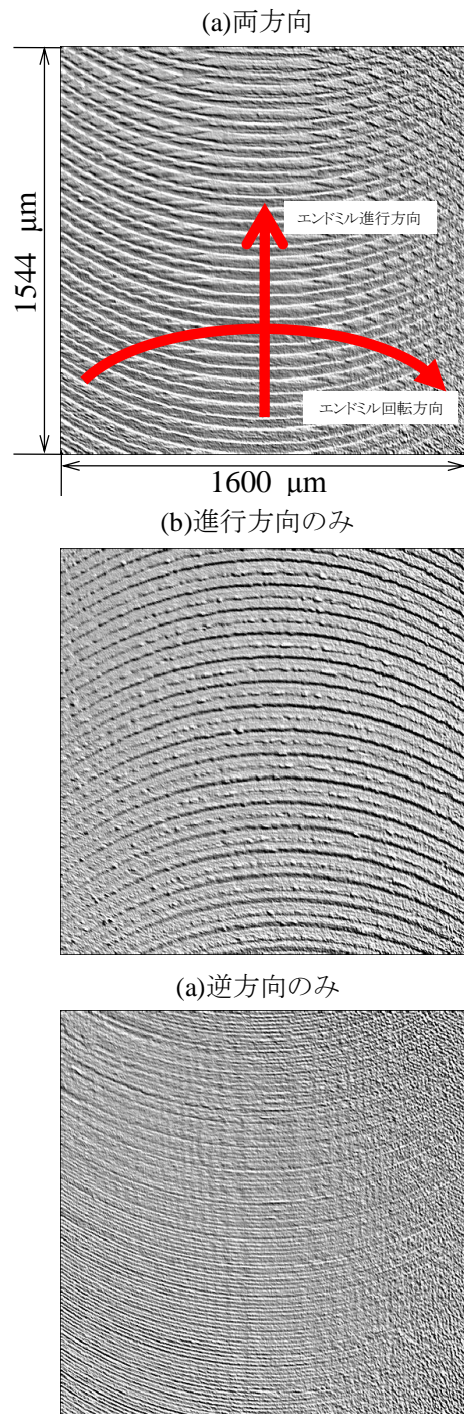 (a)両方向
エンドミル進行方向
1544 μm
エンドミル回転方向
1600 μm
(b)進行方向のみ
(a)逆方向のみ